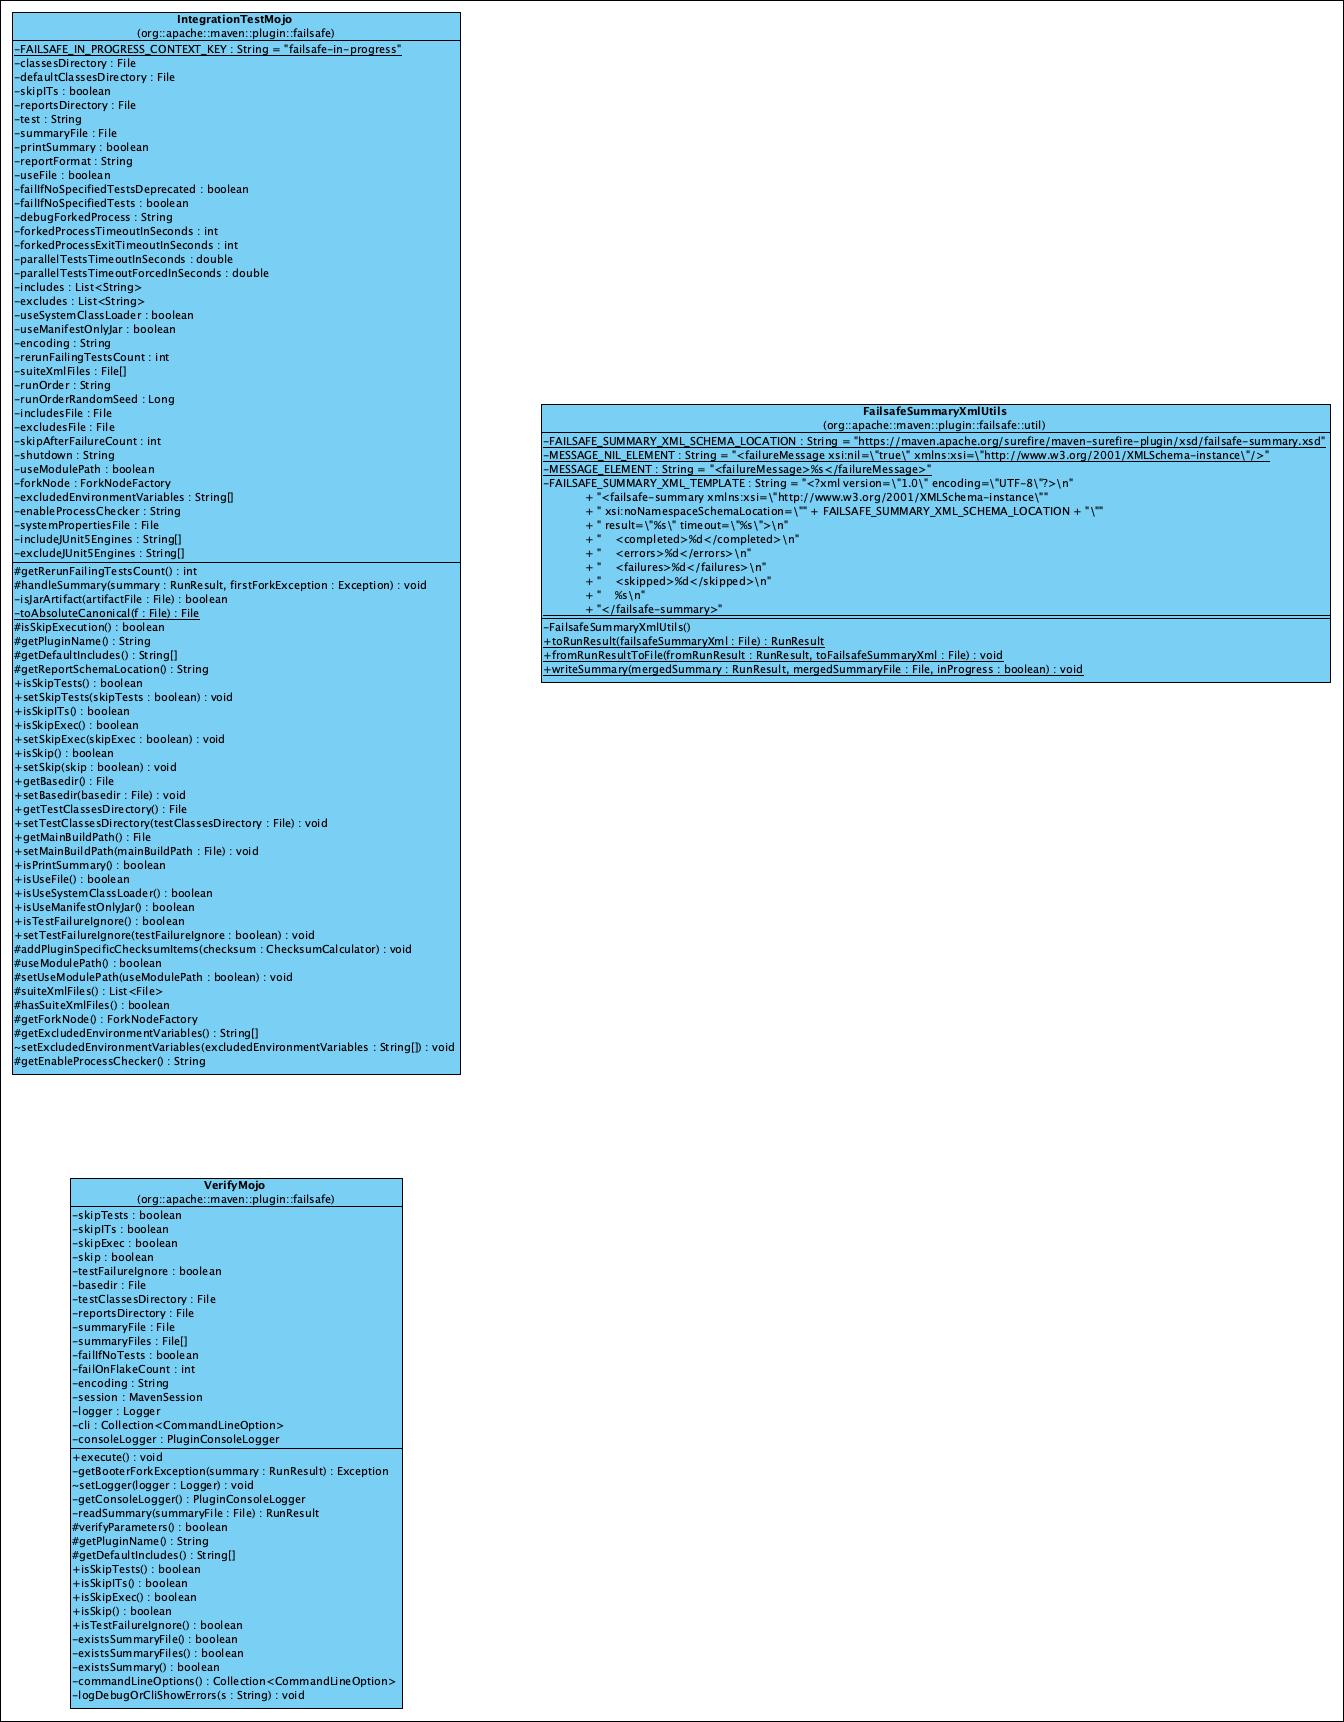 IntegrationTestMojo
(org::apache::maven::plugin::failsafe)
-FAILSAFE_IN_PROGRESS_CONTEXT_KEY : String = "failsafe-in-progress"
-classesDirectory : File
-defaultClassesDirectory : File
-skipITs : boolean
-reportsDirectory : File
-test : String
-summaryFile : File
-printSummary : boolean
-reportFormat : String
-useFile : boolean
-failIfNoSpecifiedTestsDeprecated : boolean
-failIfNoSpecifiedTests : boolean
-debugForkedProcess : String
-forkedProcessTimeoutInSeconds : int
-forkedProcessExitTimeoutInSeconds : int
-parallelTestsTimeoutInSeconds : double
-parallelTestsTimeoutForcedInSeconds : double
-includes : List<String>
-excludes : List<String>
-useSystemClassLoader : boolean
-useManifestOnlyJar : boolean
-encoding : String
-rerunFailingTestsCount : int
-suiteXmlFiles : File[]
-runOrder : String
-runOrderRandomSeed : Long
-includesFile : File
-excludesFile : File
-skipAfterFailureCount : int
-shutdown : String
-useModulePath : boolean
-forkNode : ForkNodeFactory
-excludedEnvironmentVariables : String[]
-enableProcessChecker : String
-systemPropertiesFile : File
-includeJUnit5Engines : String[]
-excludeJUnit5Engines : String[]
#getRerunFailingTestsCount() : int
#handleSummary(summary : RunResult, firstForkException : Exception) : void
-isJarArtifact(artifactFile : File) : boolean
-toAbsoluteCanonical(f : File) : File
#isSkipExecution() : boolean
#getPluginName() : String
#getDefaultIncludes() : String[]
#getReportSchemaLocation() : String
+isSkipTests() : boolean
+setSkipTests(skipTests : boolean) : void
+isSkipITs() : boolean
+isSkipExec() : boolean
+setSkipExec(skipExec : boolean) : void
+isSkip() : boolean
+setSkip(skip : boolean) : void
+getBasedir() : File
+setBasedir(basedir : File) : void
+getTestClassesDirectory() : File
+setTestClassesDirectory(testClassesDirectory : File) : void
+getMainBuildPath() : File
+setMainBuildPath(mainBuildPath : File) : void
+isPrintSummary() : boolean
+isUseFile() : boolean
+isUseSystemClassLoader() : boolean
+isUseManifestOnlyJar() : boolean
+isTestFailureIgnore() : boolean
+setTestFailureIgnore(testFailureIgnore : boolean) : void
#addPluginSpecificChecksumItems(checksum : ChecksumCalculator) : void
#useModulePath() : boolean
#setUseModulePath(useModulePath : boolean) : void
#suiteXmlFiles() : List<File>
#hasSuiteXmlFiles() : boolean
#getForkNode() : ForkNodeFactory
#getExcludedEnvironmentVariables() : String[]
~setExcludedEnvironmentVariables(excludedEnvironmentVariables : String[]) : void
#getEnableProcessChecker() : String
FailsafeSummaryXmlUtils
(org::apache::maven::plugin::failsafe::util)
-FAILSAFE_SUMMARY_XML_SCHEMA_LOCATION : String = "https://maven.apache.org/surefire/maven-surefire-plugin/xsd/failsafe-summary.xsd"
-MESSAGE_NIL_ELEMENT : String = "<failureMessage xsi:nil=\"true\" xmlns:xsi=\"http://www.w3.org/2001/XMLSchema-instance\"/>"
-MESSAGE_ELEMENT : String = "<failureMessage>%s</failureMessage>"
-FAILSAFE_SUMMARY_XML_TEMPLATE : String = "<?xml version=\"1.0\" encoding=\"UTF-8\"?>\n"
+ "<failsafe-summary xmlns:xsi=\"http://www.w3.org/2001/XMLSchema-instance\""
+ " xsi:noNamespaceSchemaLocation=\"" + FAILSAFE_SUMMARY_XML_SCHEMA_LOCATION + "\""
+ " result=\"%s\" timeout=\"%s\">\n"
+ "    <completed>%d</completed>\n"
+ "    <errors>%d</errors>\n"
+ "    <failures>%d</failures>\n"
+ "    <skipped>%d</skipped>\n"
+ "    %s\n"
+ "</failsafe-summary>"
-FailsafeSummaryXmlUtils()
+toRunResult(failsafeSummaryXml : File) : RunResult
+fromRunResultToFile(fromRunResult : RunResult, toFailsafeSummaryXml : File) : void
+writeSummary(mergedSummary : RunResult, mergedSummaryFile : File, inProgress : boolean) : void
VerifyMojo
(org::apache::maven::plugin::failsafe)
-skipTests : boolean
-skipITs : boolean
-skipExec : boolean
-skip : boolean
-testFailureIgnore : boolean
-basedir : File
-testClassesDirectory : File
-reportsDirectory : File
-summaryFile : File
-summaryFiles : File[]
-failIfNoTests : boolean
-failOnFlakeCount : int
-encoding : String
-session : MavenSession
-logger : Logger
-cli : Collection<CommandLineOption>
-consoleLogger : PluginConsoleLogger
+execute() : void
-getBooterForkException(summary : RunResult) : Exception
~setLogger(logger : Logger) : void
-getConsoleLogger() : PluginConsoleLogger
-readSummary(summaryFile : File) : RunResult
#verifyParameters() : boolean
#getPluginName() : String
#getDefaultIncludes() : String[]
+isSkipTests() : boolean
+isSkipITs() : boolean
+isSkipExec() : boolean
+isSkip() : boolean
+isTestFailureIgnore() : boolean
-existsSummaryFile() : boolean
-existsSummaryFiles() : boolean
-existsSummary() : boolean
-commandLineOptions() : Collection<CommandLineOption>
-logDebugOrCliShowErrors(s : String) : void